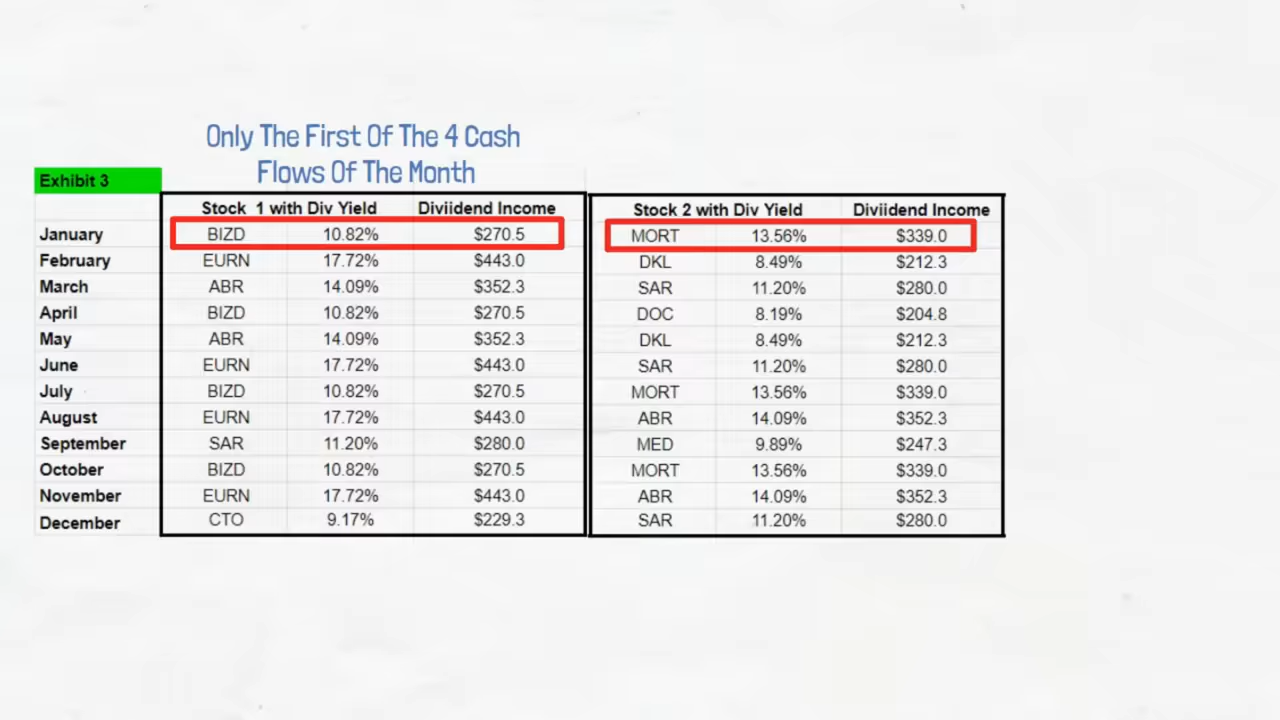 Only The First Of The 4 Cash
Flows Of The Month
Exhibit 3
Stock 1 with Div Yield Diviidend Income Stock 2 with Div Yield Diviidend Income
January BIZD 10.82% $270.5 MORT 13.56% $339.0
February EURN 17.72% $443.0 DKL 8.49% $212.3
March ABR 14.09% $352.3 SAR 11.20% $280.0
April BIZD 10.82% $270.5 DOC 8.19% $204.8
May ABR 14.09% $352.3 DKL 8.49% $212.3
June EURN 17.72% $443.0 SAR 11.20% $280.0
July BIZD 10.82% $270.5 MORT 13.56% $339.0
August EURN 17.72% $443.0 ABR 14.09% $352.3
September SAR 11.20% $280.0 MED 9.89% $247.3
October BIZD 10.82% $270.5 MORT 13.56% $339.0
November EURN 17.72% $443.0 ABR 14.09% $352.3
December CTO 9.17% $229.3 SAR 11.20% $280.0